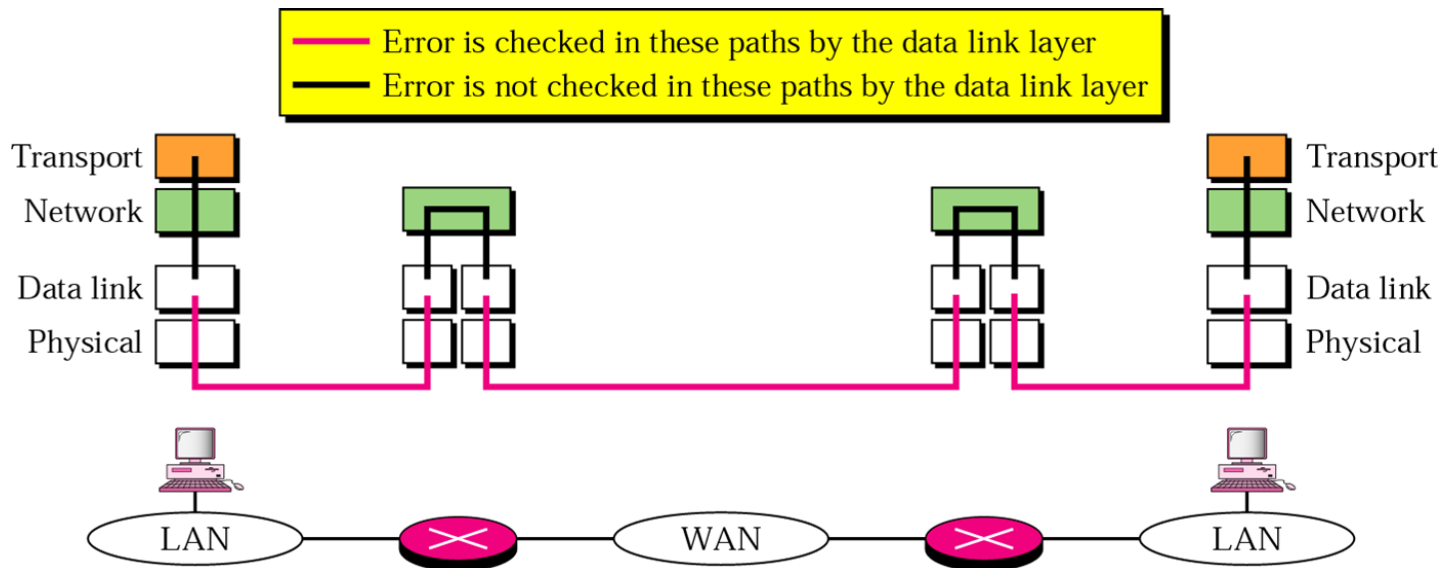 Error is checked in these paths by the data link layer
Error is not checked in these paths by the data link layer
Transport
Transport
Network
Network
Data link
Data link
Physical
Physical
LAN
WAN
LAN